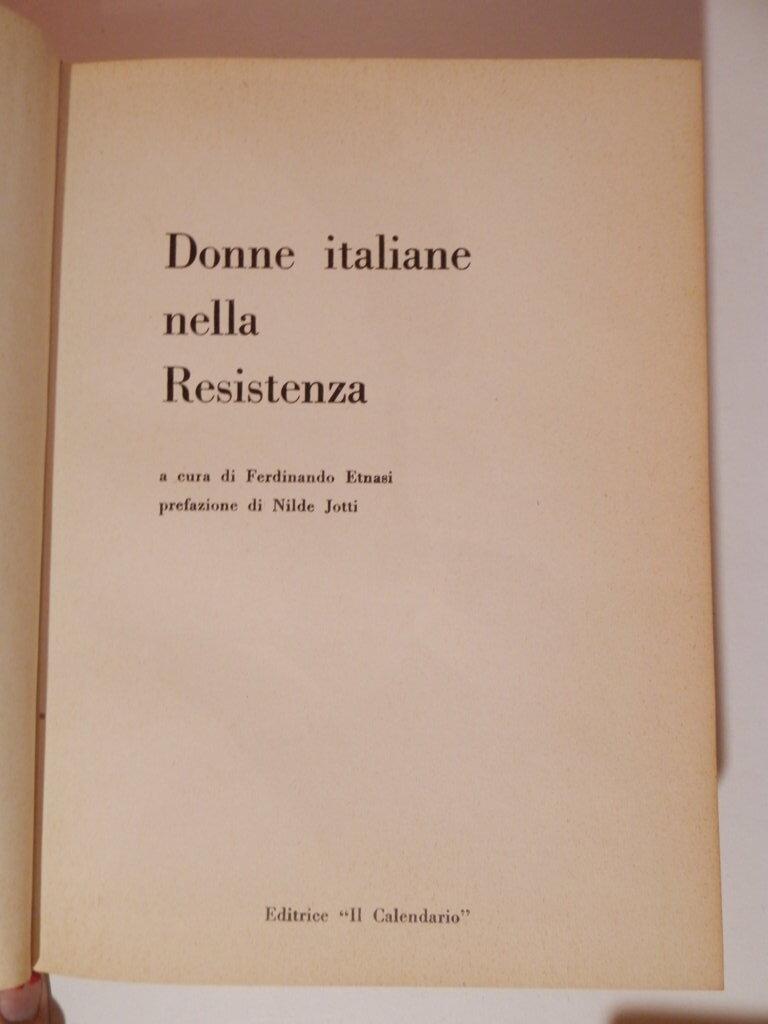 Donne italiane
nella
Resistenza
a cura di Ferdinando Etnasi
prefazione di Nilde Jotti
Editrice “Il Calendario”